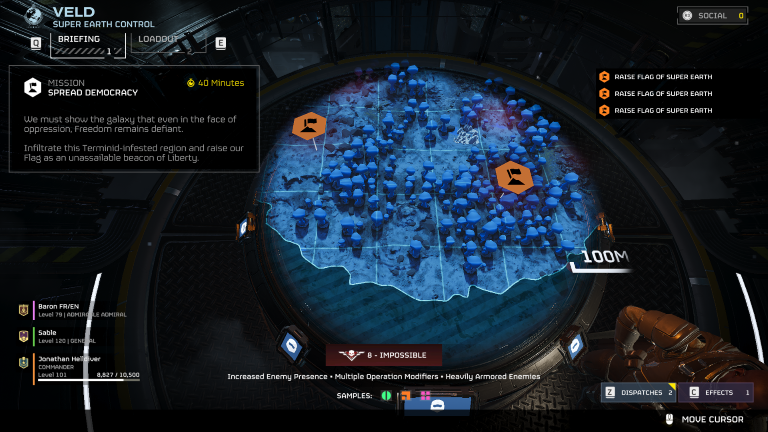 VELD
SUPER EARTH CONTROL
Q
BRIEFING
1
LOADOUT
E
SOCIAL 0
MISSION
SPREAD DEMOCRACY
40 Minutes
We must show the galaxy that even in the face of
oppression, Freedom remains defiant.
Infiltrate this Terminid-infested region and raise our
Flag as an unassailable beacon of Liberty.
RAISE FLAG OF SUPER EARTH
RAISE FLAG OF SUPER EARTH
RAISE FLAG OF SUPER EARTH
100M
Baron FR/EN
Level 79 | ADMIRABLE ADMIRAL
Sable
Level 120 | GENERAL
Jonathan Helldiver
COMMANDER
Level 101 8,827 / 10,500
8 - IMPOSSIBLE
Increased Enemy Presence • Multiple Operation Modifiers • Heavily Armored Enemies
SAMPLES:
Z DISPATCHES 2
C EFFECTS 1
MOVE CURSOR